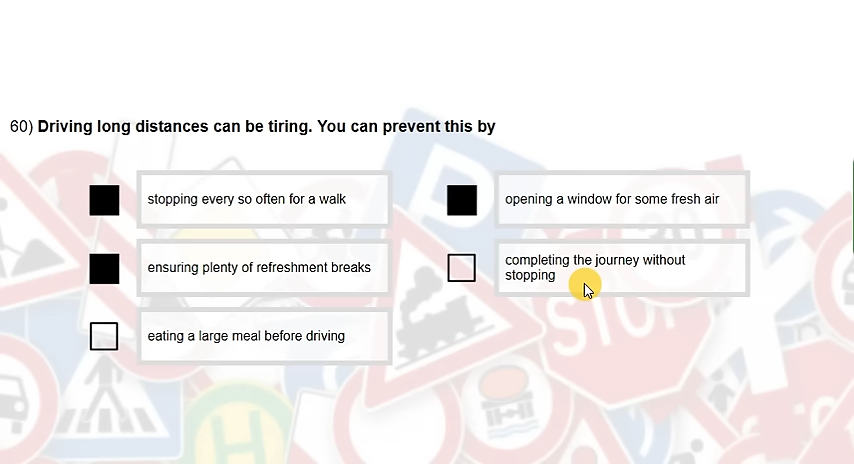 60) Driving long distances can be tiring. You can prevent this by
stopping every so often for a walk
opening a window for some fresh air
ensuring plenty of refreshment breaks
completing the journey without
stopping
eating a large meal before driving
STOP
30
P
H